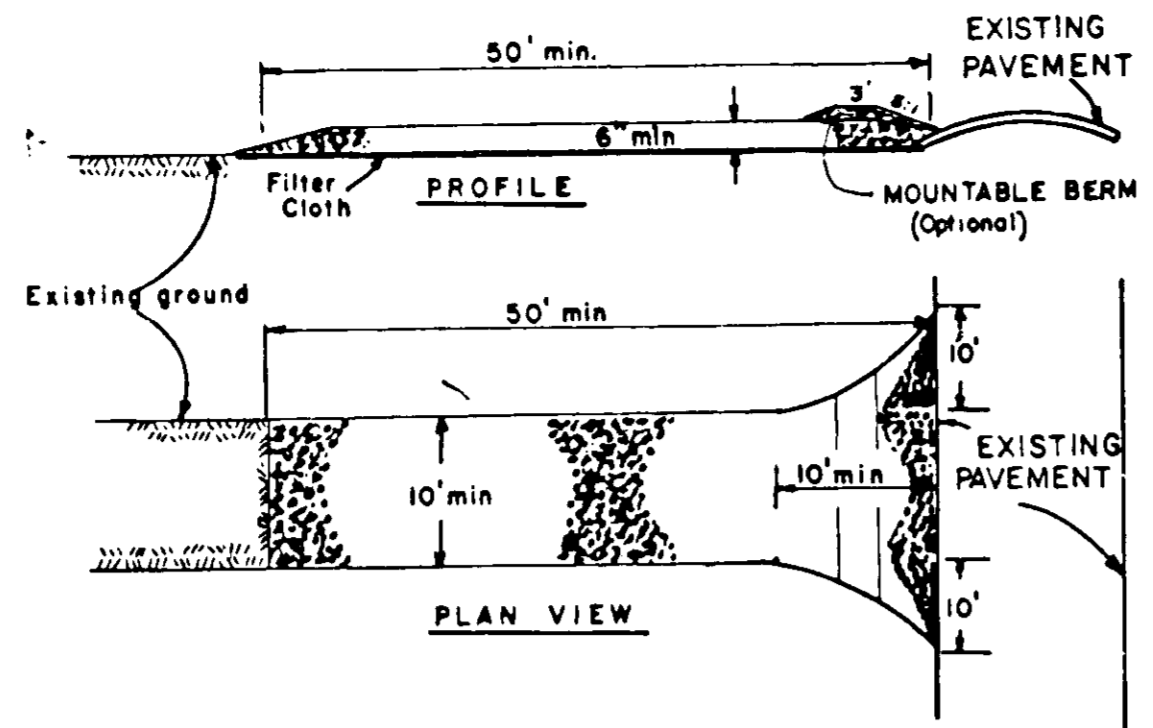 EXISTING
PAVEMENT
50' min.
3'
6" min
Filter
Cloth
PROFILE
MOUNTABLE BERM
(Optional)
Existing ground
50' min
10'
10' min
10' min
EXISTING
PAVEMENT
10'
PLAN VIEW